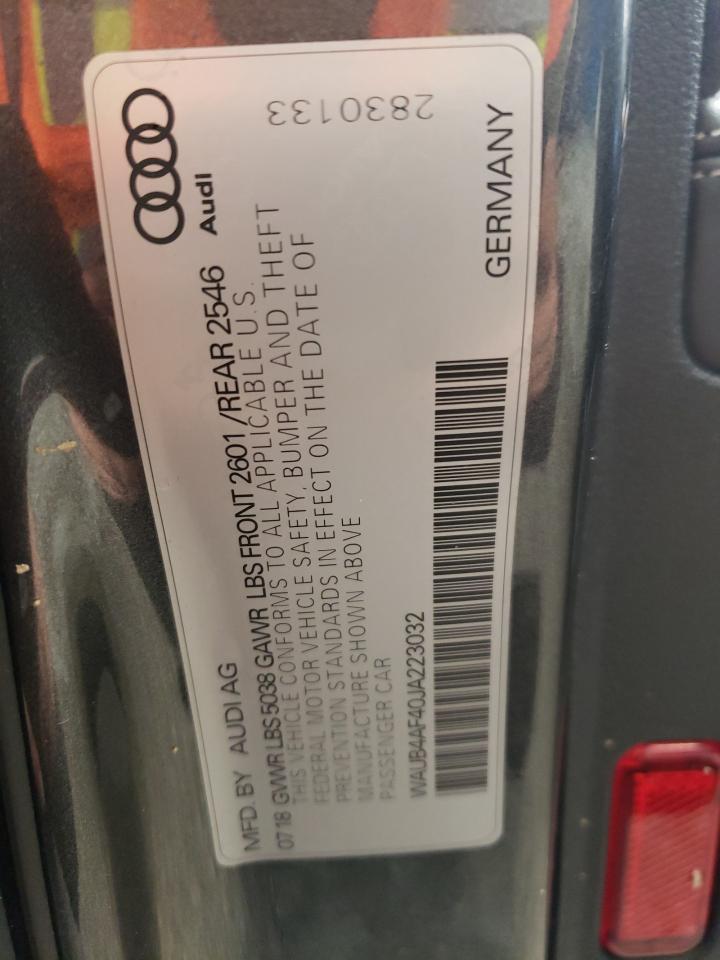 MFD. BY AUDI AG
Audi
07 18 GVWR LBS 5038 GAWR LBS FRONT 2601 /REAR 2546
THIS VEHICLE CONFORMS TO ALL APPLICABLE U.S.
FEDERAL MOTOR VEHICLE SAFETY, BUMPER AND THEFT
PREVENTION STANDARDS IN EFFECT ON THE DATE OF
MANUFACTURE SHOWN ABOVE
PASSENGER CAR
2830133
WAUB4AF40JA223032
GERMANY